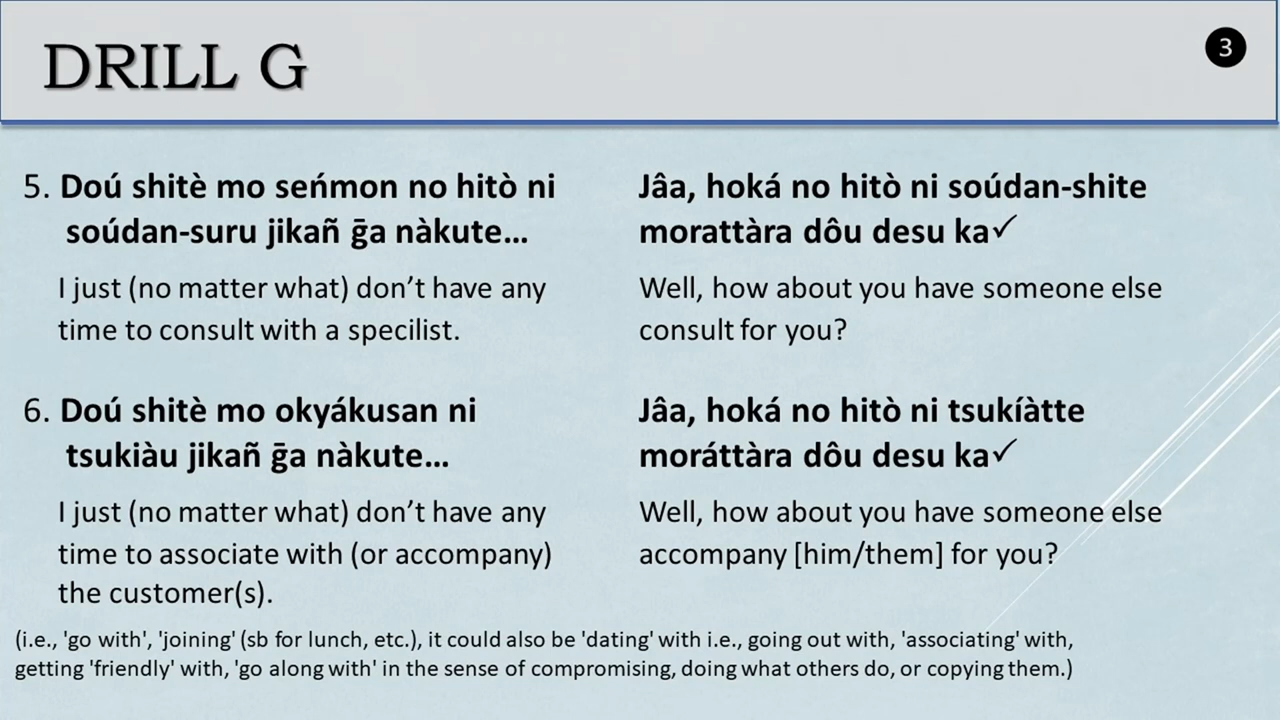 DRILL G
3
5. Doú shitè mo seńmon no hitò ni
soúdan-suru jikañ ḡa nàkute...
I just (no matter what) don't have any
time to consult with a specilist.
Jâa, hoká no hitò ni soúdan-shite
morattàra dôu desu ka✓
Well, how about you have someone else
consult for you?
6. Doú shitè mo okyákusan ni
tsukiàu jikañ ḡa nàkute...
I just (no matter what) don't have any
time to associate with (or accompany)
the customer(s).
Jâa, hoká no hitò ni tsukíàtte
moráttàra dôu desu ka✓
Well, how about you have someone else
accompany [him/them] for you?
(i.e., 'go with', 'joining' (sb for lunch, etc.), it could also be 'dating' with i.e., going out with, 'associating' with,
getting 'friendly' with, 'go along with' in the sense of compromising, doing what others do, or copying them.)